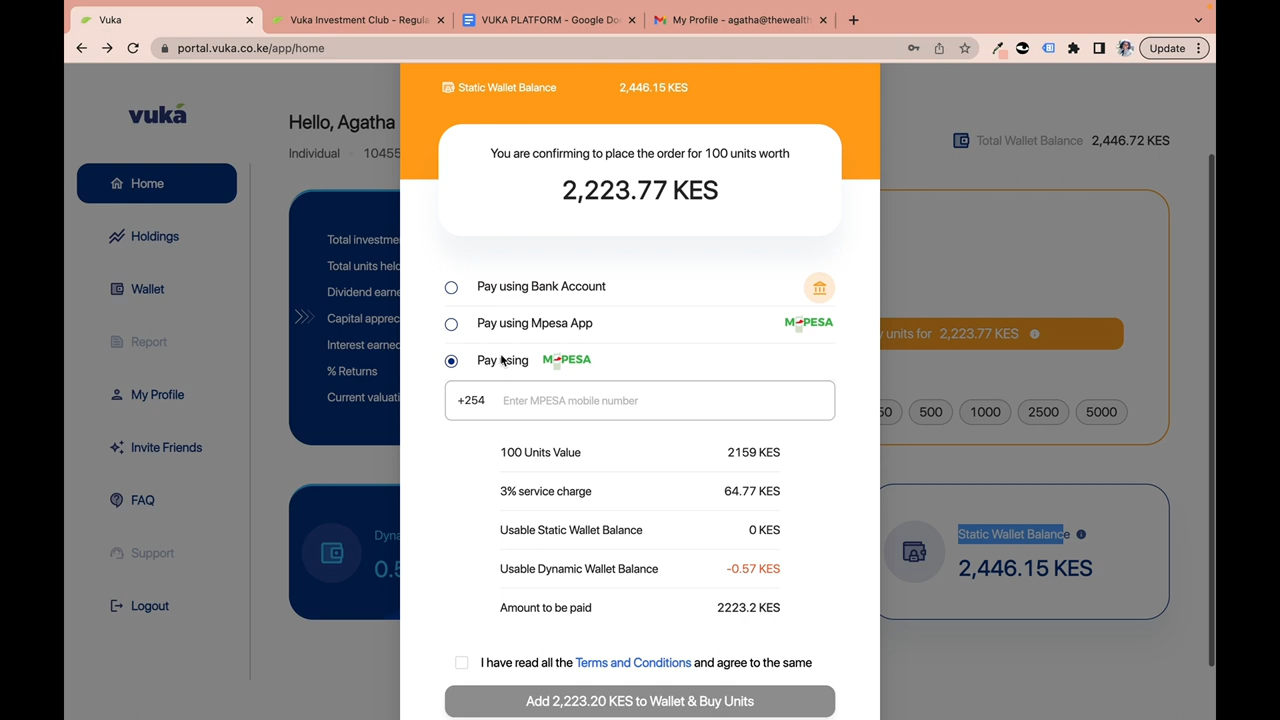 Vuka
Vuka Investment Club - Regula
VUKA PLATFORM - Google Do
My Profile - agatha@thewealth
portal.vuka.co.ke/app/home
Update
vuka
Home
Holdings
Wallet
Report
My Profile
Invite Friends
FAQ
Support
Logout
Hello, Agatha
Individual
10455
Total Wallet Balance 2,446.72 KES
Total investme
Total units held
Dividend earne
Capital apprec
Interest earned
% Returns
Current valuati
Dyna
0.5
Static Wallet Balance 2,446.15 KES
You are confirming to place the order for 100 units worth
2,223.77 KES
Pay using Bank Account
Pay using Mpesa App
M-PESA
Pay using M-PESA
+254 Enter MPESA mobile number
100 Units Value 2159 KES
3% service charge 64.77 KES
Usable Static Wallet Balance 0 KES
Usable Dynamic Wallet Balance -0.57 KES
Amount to be paid 2223.2 KES
I have read all the Terms and Conditions and agree to the same
Add 2,223.20 KES to Wallet & Buy Units
units for 2,223.77 KES
50 500 1000 2500 5000
Static Wallet Balance
2,446.15 KES